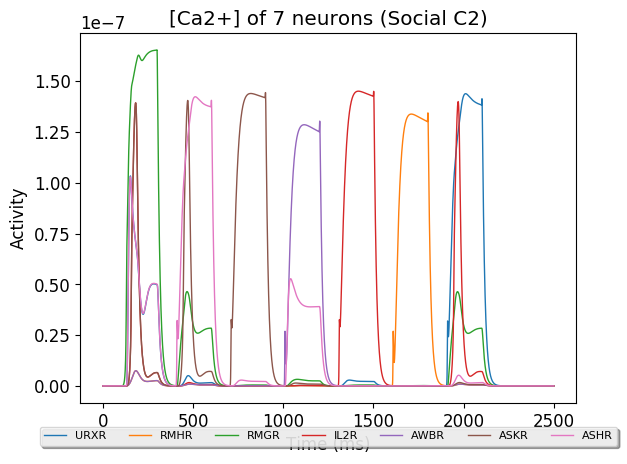 [Ca2+] of 7 neurons (Social C2)
1e−7
1.50
1.25
1.00
0.75
0.50
0.25
0.00
Activity
0 500 1000 1500 2000 2500
Time (ms)
URXR RMHR RMGR IL2R AWBR ASKR ASHR